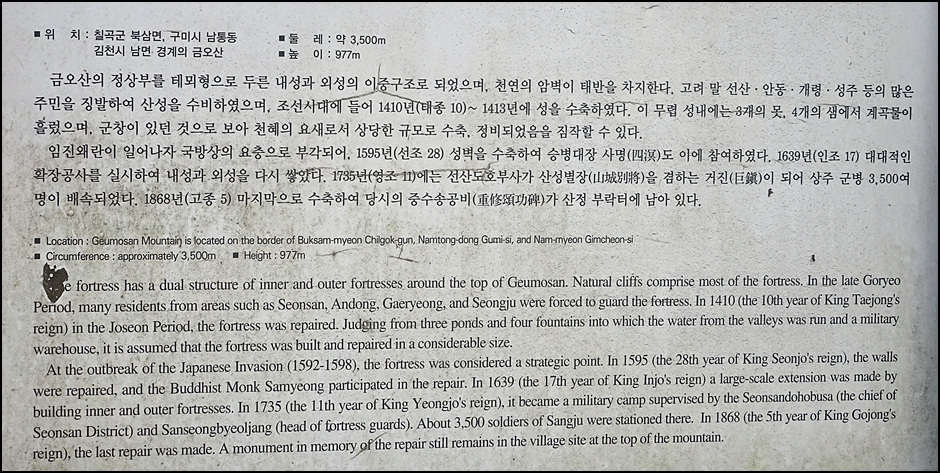 ■ 위 치 : 칠곡군 북삼면, 구미시 남통동
김천시 남면 경계의 금오산
■ 둘 레 : 약 3,500m
■ 높 이 : 977m
금오산의 정상부를 테뫼형으로 두른 내성과 외성의 이중구조로 되었으며, 천연의 암벽이 태반을 차지한다. 고려 말 선산 · 안동 · 개령 · 성주 등의 많은
주민을 징발하여 산성을 수비하였으며, 조선시대에 들어 1410년(태종 10)~ 1413년에 성을 수축하였다. 이 무렵 성내에는 3개의 못, 4개의 샘에서 계곡물이
흘렀으며, 군창이 있던 것으로 보아 천혜의 요새로서 상당한 규모로 수축, 정비되었음을 짐작할 수 있다.
임진왜란이 일어나자 국방상의 요충으로 부각되어, 1595년(선조 28) 성벽을 수축하여 승병대장 사명(四溟)도 이에 참여하였다. 1639년(인조 17) 대대적인
확장공사를 실시하여 내성과 외성을 다시 쌓았다. 1735년(영조 11)에는 선산도호부사가 산성별장(山城別將)을 겸하는 거진(巨鎭)이 되어 상주 군병 3,500여
명이 배속되었다. 1868년(고종 5) 마지막으로 수축하여 당시의 중수송공비(重修頌功碑)가 산정 부락터에 남아 있다.
■ Location : Geumosan Mountain is located on the border of Buksam-myeon Chilgok-gun, Namtong-dong Gumi-si, and Nam-myeon Gimcheon-si
■ Circumference : approximately 3,500m ■ Height : 977m
e fortress has a dual structure of inner and outer fortresses around the top of Geumosan. Natural cliffs comprise most of the fortress. In the late Goryeo
Period, many residents from areas such as Seonsan, Andong, Gaeryeong, and Seongju were forced to guard the fortress. In 1410 (the 10th year of King Taejong's
reign) in the Joseon Period, the fortress was repaired. Judging from three ponds and four fountains into which the water from the valleys was run and a military
warehouse, it is assumed that the fortress was built and repaired in a considerable size.
At the outbreak of the Japanese Invasion (1592-1598), the fortress was considered a strategic point. In 1595 (the 28th year of King Seonjo's reign), the walls
were repaired, and the Buddhist Monk Samyeong participated in the repair. In 1639 (the 17th year of King Injo's reign) a large-scale extension was made by
building inner and outer fortresses. In 1735 (the 11th year of King Yeongjo's reign), it became a military camp supervised by the Seonsandohobusa (the chief of
Seonsan District) and Sanseongbyeoljang (head of fortress guards). About 3,500 soldiers of Sangju were stationed there. In 1868 (the 5th year of King Gojong's
reign), the last repair was made. A monument in memory of the repair still remains in the village site at the top of the mountain.